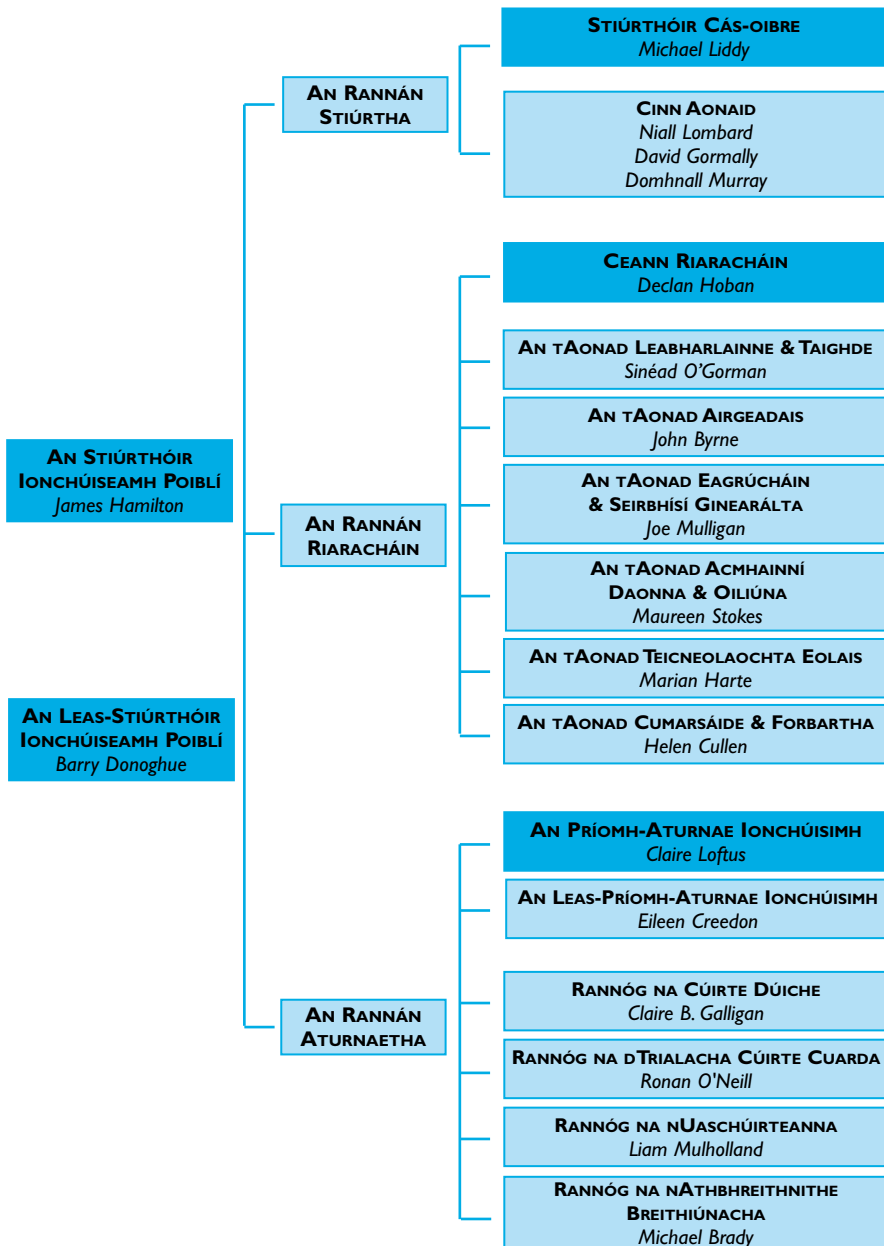 An Stiúrthóir
Ionchúiseamh Poiblí
James Hamilton
An Leas-Stiúrthóir
Ionchúiseamh Poiblí
Barry Donoghue
An Rannán
Stiúrtha
Stiúrthóir Cás-oibre
Michael Liddy
Cinn Aonaid
Niall Lombard
David Gormally
Domhnall Murray
An Rannán
Riaracháin
Ceann Riaracháin
Declan Hoban
An tAonad Leabharlainne & Taighde
Sinéad O'Gorman
An tAonad Airgeadais
John Byrne
An tAonad Eagrúcháin
& Seirbhísí Ginearálta
Joe Mulligan
An tAonad Acmhainní
Daonna & Oiliúna
Maureen Stokes
An tAonad Teicneolaochta Eolais
Marian Harte
An tAonad Cumarsáide & Forbartha
Helen Cullen
An Rannán
Aturnaetha
An Príomh-Aturnae Ionchúisimh
Claire Loftus
An Leas-Príomh-Aturnae Ionchúisimh
Eileen Creedon
Rannóg na Cúirte Dúiche
Claire B. Galligan
Rannóg na dTrialacha Cúirte Cuarda
Ronan O'Neill
Rannóg na nUaschúirteanna
Liam Mulholland
Rannóg na nAthbhreithnithe
Breithiúnacha
Michael Brady